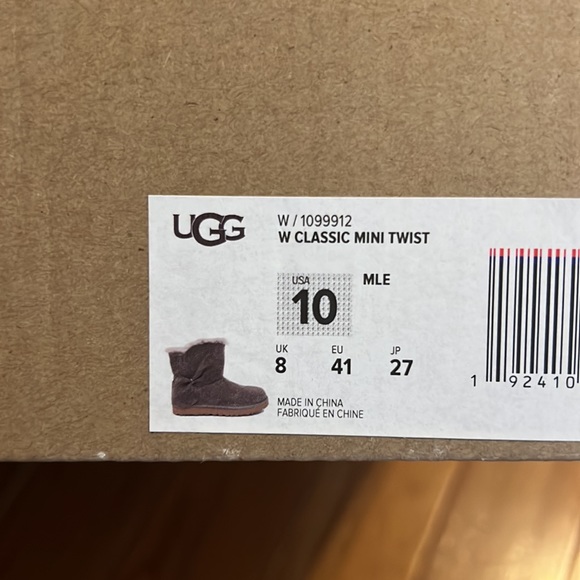 UGG
W / 1099912
W CLASSIC MINI TWIST
USA
10
MLE
UK EU JP
8 41 27
MADE IN CHINA
FABRIQUÉ EN CHINE
1 92410